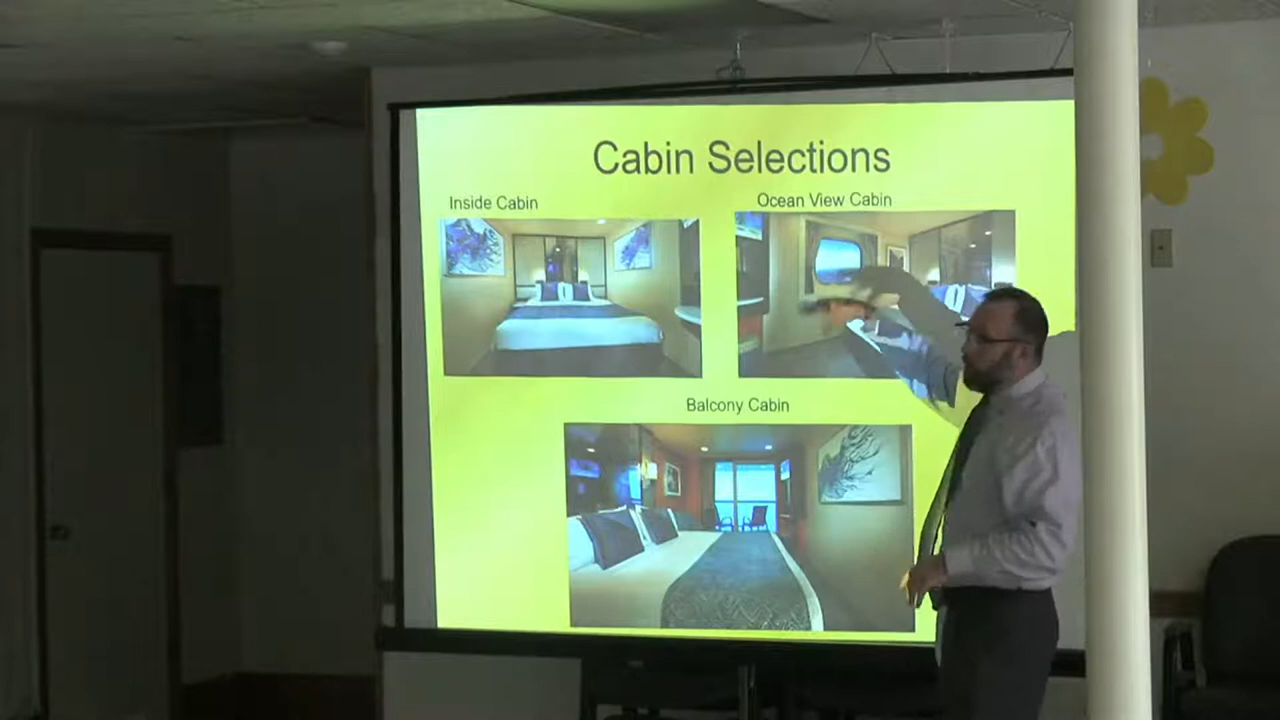 Cabin Selections
Inside Cabin
Ocean View Cabin
Balcony Cabin